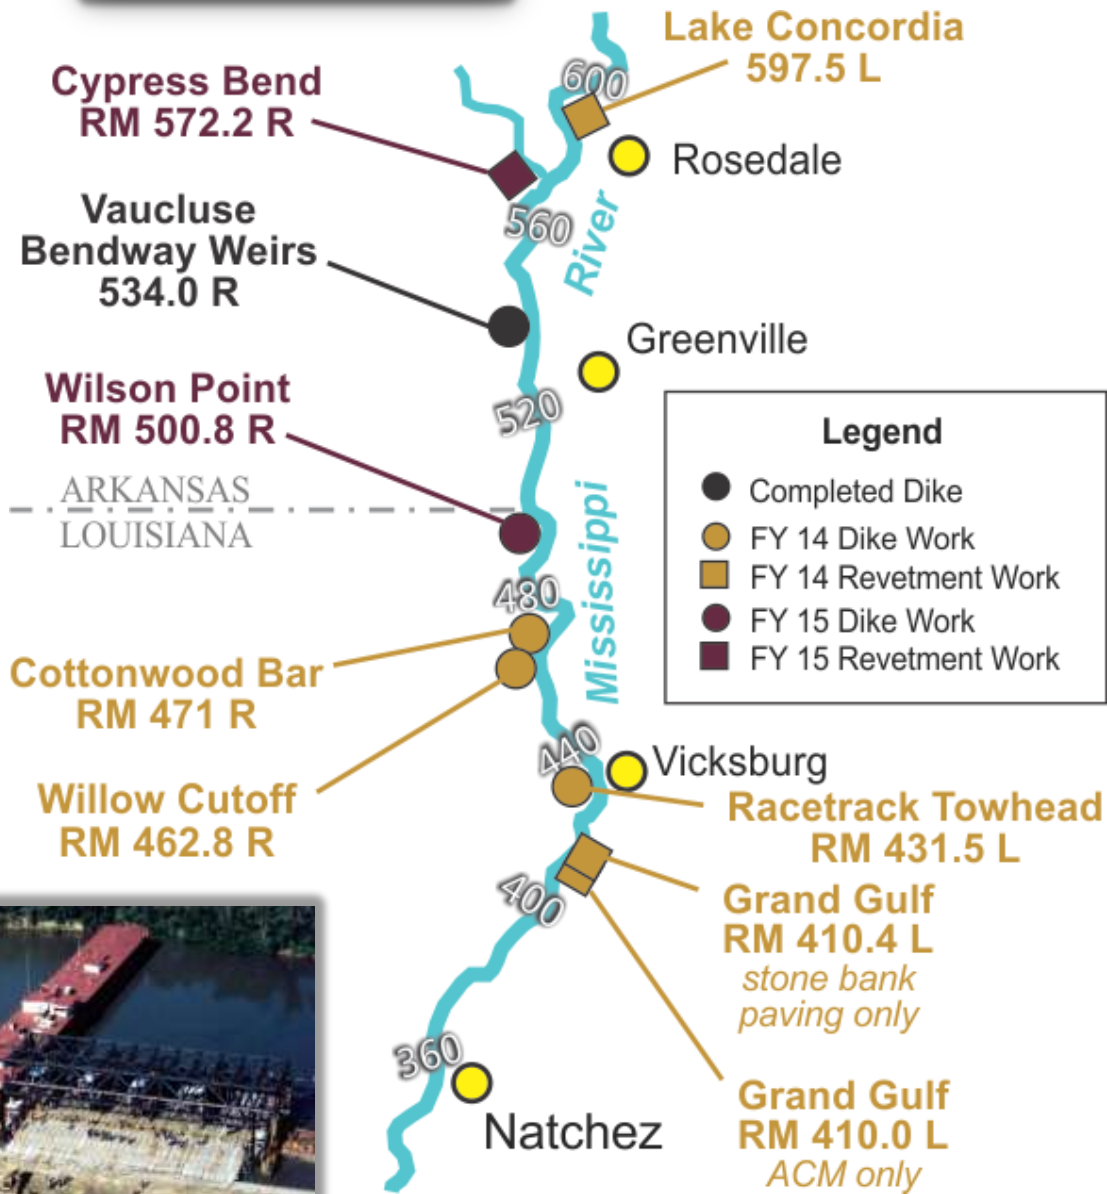 Lake Concordia
597.5 L
Cypress Bend
RM 572.2 R
600
Rosedale
Vaucluse
Bendway Weirs
534.0 R
560
River
Greenville
Wilson Point
RM 500.8 R
520
Legend
Completed Dike
FY 14 Dike Work
FY 14 Revetment Work
FY 15 Dike Work
FY 15 Revetment Work
ARKANSAS
LOUISIANA
Mississippi
480
Cottonwood Bar
RM 471 R
440
Vicksburg
Willow Cutoff
RM 462.8 R
Racetrack Towhead
RM 431.5 L
400
Grand Gulf
RM 410.4 L
stone bank
paving only
360
Natchez
Grand Gulf
RM 410.0 L
ACM only